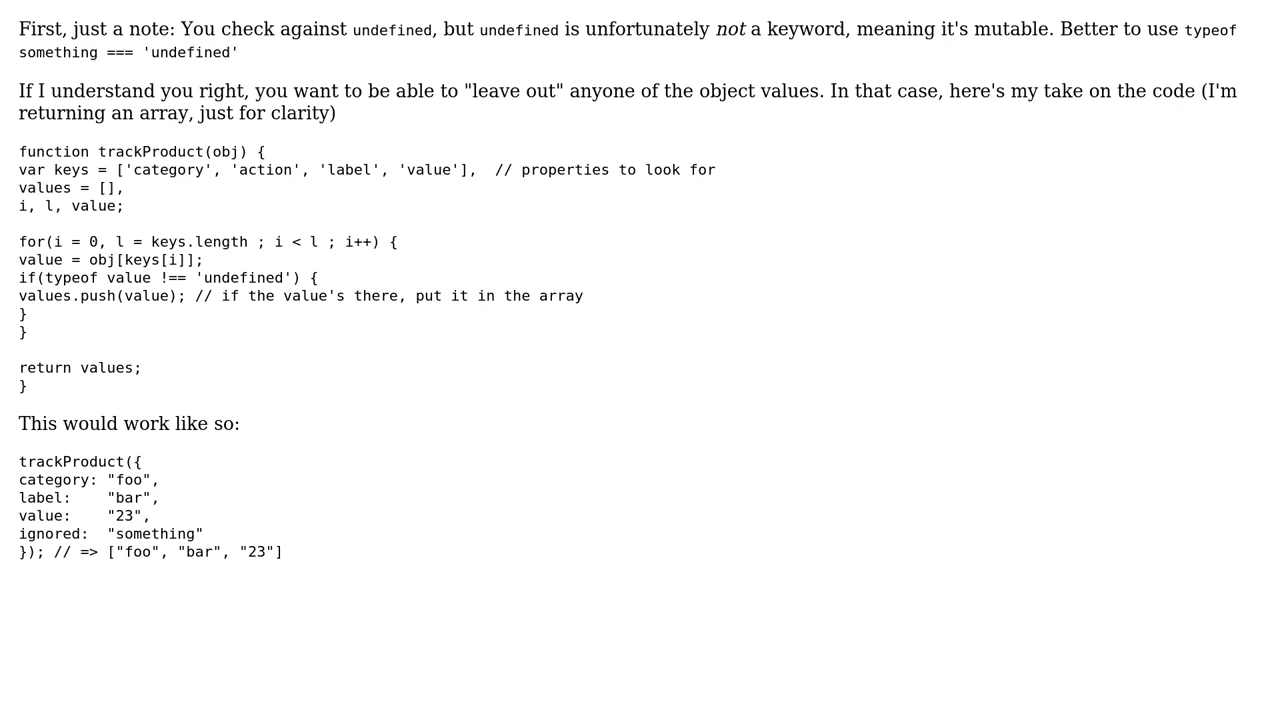 First, just a note: You check against undefined, but undefined is unfortunately not a keyword, meaning it's mutable. Better to use typeof
something === 'undefined'
If I understand you right, you want to be able to "leave out" anyone of the object values. In that case, here's my take on the code (I'm
returning an array, just for clarity)
function trackProduct(obj) {
var keys = ['category', 'action', 'label', 'value'],  // properties to look for
values = [],
i, l, value;
for(i = 0, l = keys.length ; i < l ; i++) {
value = obj[keys[i]];
if(typeof value !== 'undefined') {
values.push(value); // if the value's there, put it in the array
}
}
return values;
}
This would work like so:
trackProduct({
category: "foo",
label:    "bar",
value:    "23",
ignored:  "something"
}); // => ["foo", "bar", "23"]